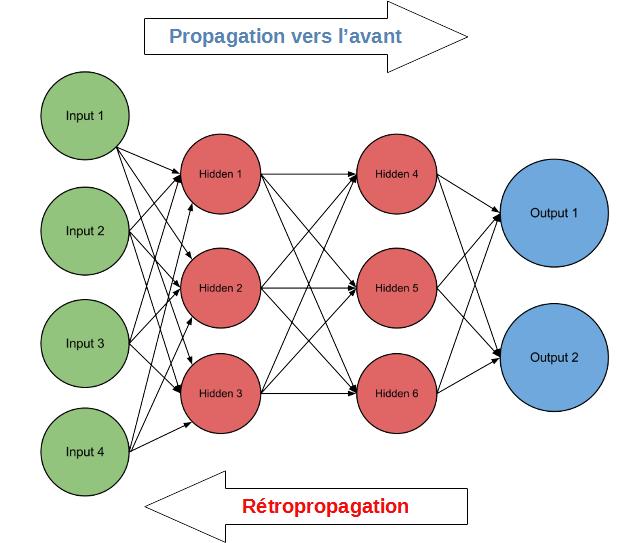 Propagation vers l’avant
Input 1
Input 2
Input 3
Input 4
Hidden 1
Hidden 2
Hidden 3
Hidden 4
Hidden 5
Hidden 6
Output 1
Output 2
Rétropropagation